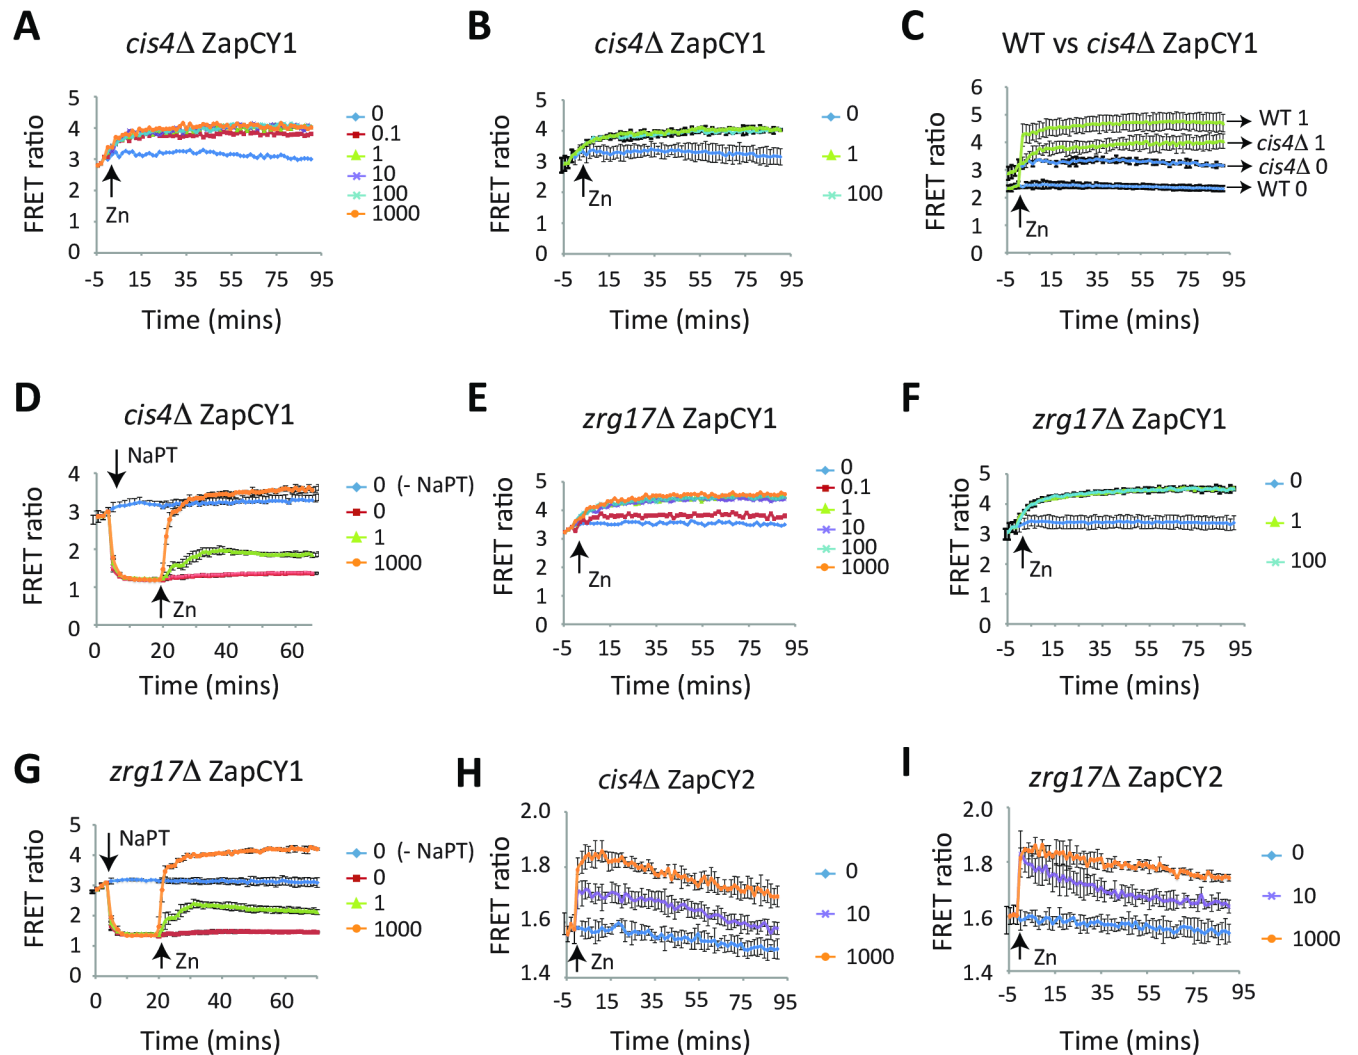 A
cis4Δ ZapCY1
FRET ratio
5
4
3
2
1
0
-5 15 35 55 75 95
Time (mins)
Zn
0
0.1
1
10
100
1000
B
cis4Δ ZapCY1
FRET ratio
5
4
3
2
1
0
-5 15 35 55 75 95
Time (mins)
Zn
0
1
100
C
WT vs cis4Δ ZapCY1
FRET ratio
6
5
4
3
2
1
0
-5 15 35 55 75 95
Time (mins)
Zn
WT 1
cis4Δ 1
cis4Δ 0
WT 0
D
cis4Δ ZapCY1
NaPT
FRET ratio
4
3
2
1
0
0 20 40 60
Time (mins)
Zn
0 (- NaPT)
0
1
1000
E
zrg17Δ ZapCY1
FRET ratio
5
4
3
2
1
0
-5 15 35 55 75 95
Time (mins)
Zn
0
0.1
1
10
100
1000
F
zrg17Δ ZapCY1
FRET ratio
5
4
3
2
1
0
-5 15 35 55 75 95
Time (mins)
Zn
0
1
100
G
zrg17Δ ZapCY1
NaPT
FRET ratio
5
4
3
2
1
0
0 20 40 60
Time (mins)
Zn
0 (- NaPT)
0
1
1000
H
cis4Δ ZapCY2
FRET ratio
2.0
1.8
1.6
1.4
-5 15 35 55 75 95
Time (mins)
Zn
0
10
1000
I
zrg17Δ ZapCY2
FRET ratio
2.0
1.8
1.6
1.4
-5 15 35 55 75 95
Time (mins)
Zn
0
10
1000